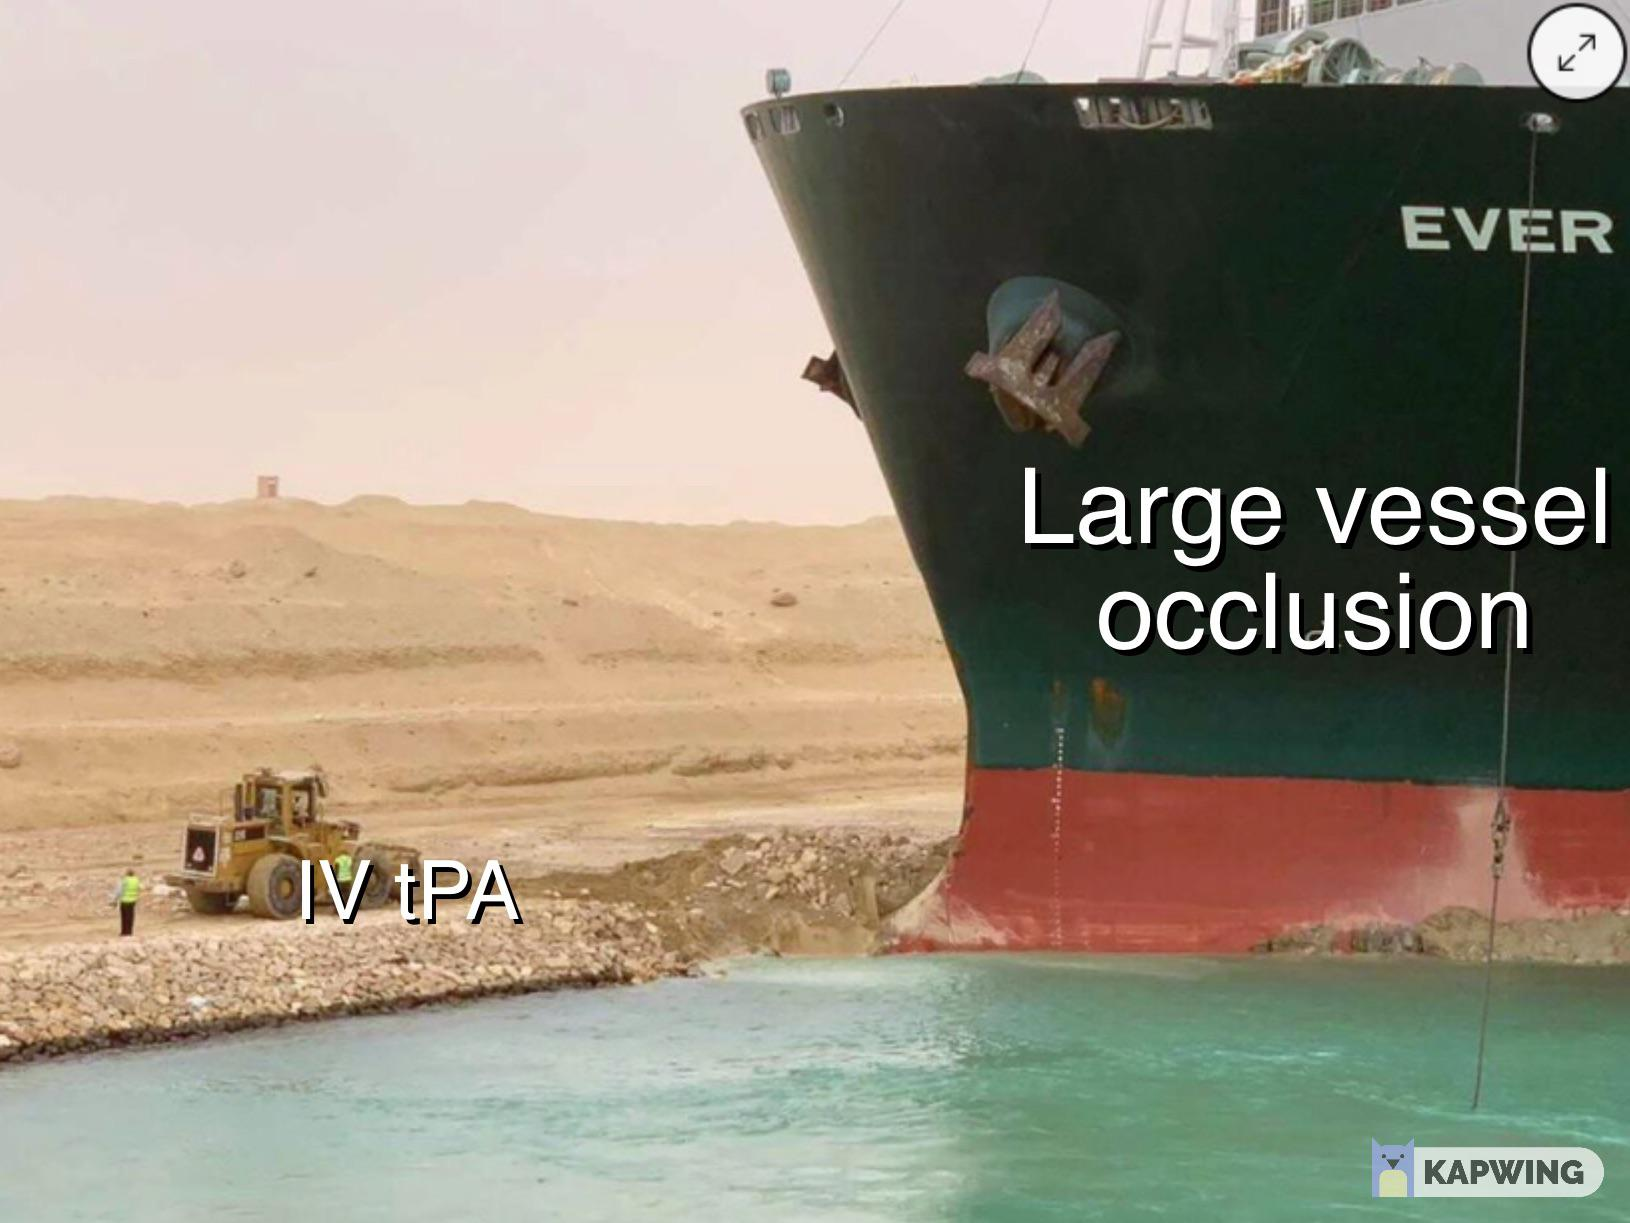 EVER
Large vessel
occlusion
IV tPA
KAPWING